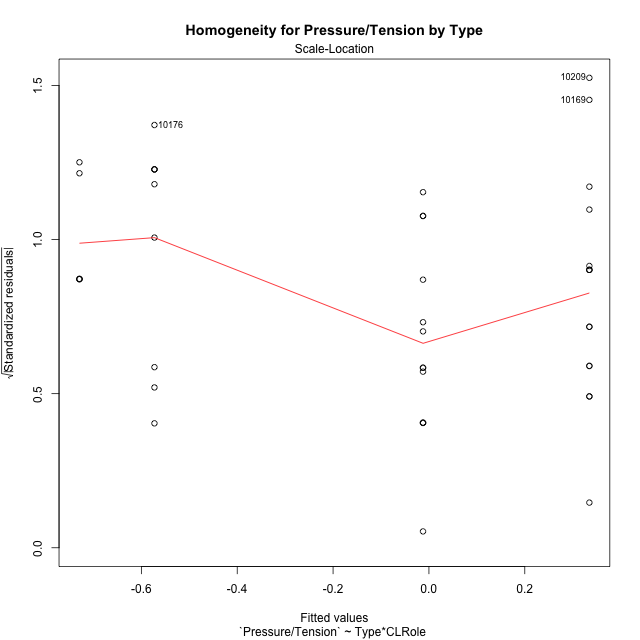 Homogeneity for Pressure/Tension by Type
Scale-Location
10209
10169
10176
1.5
1.0
0.5
0.0
√|Standardized residuals|
-0.6 -0.4 -0.2 0.0 0.2
Fitted values
`Pressure/Tension` ~ Type*CLRole